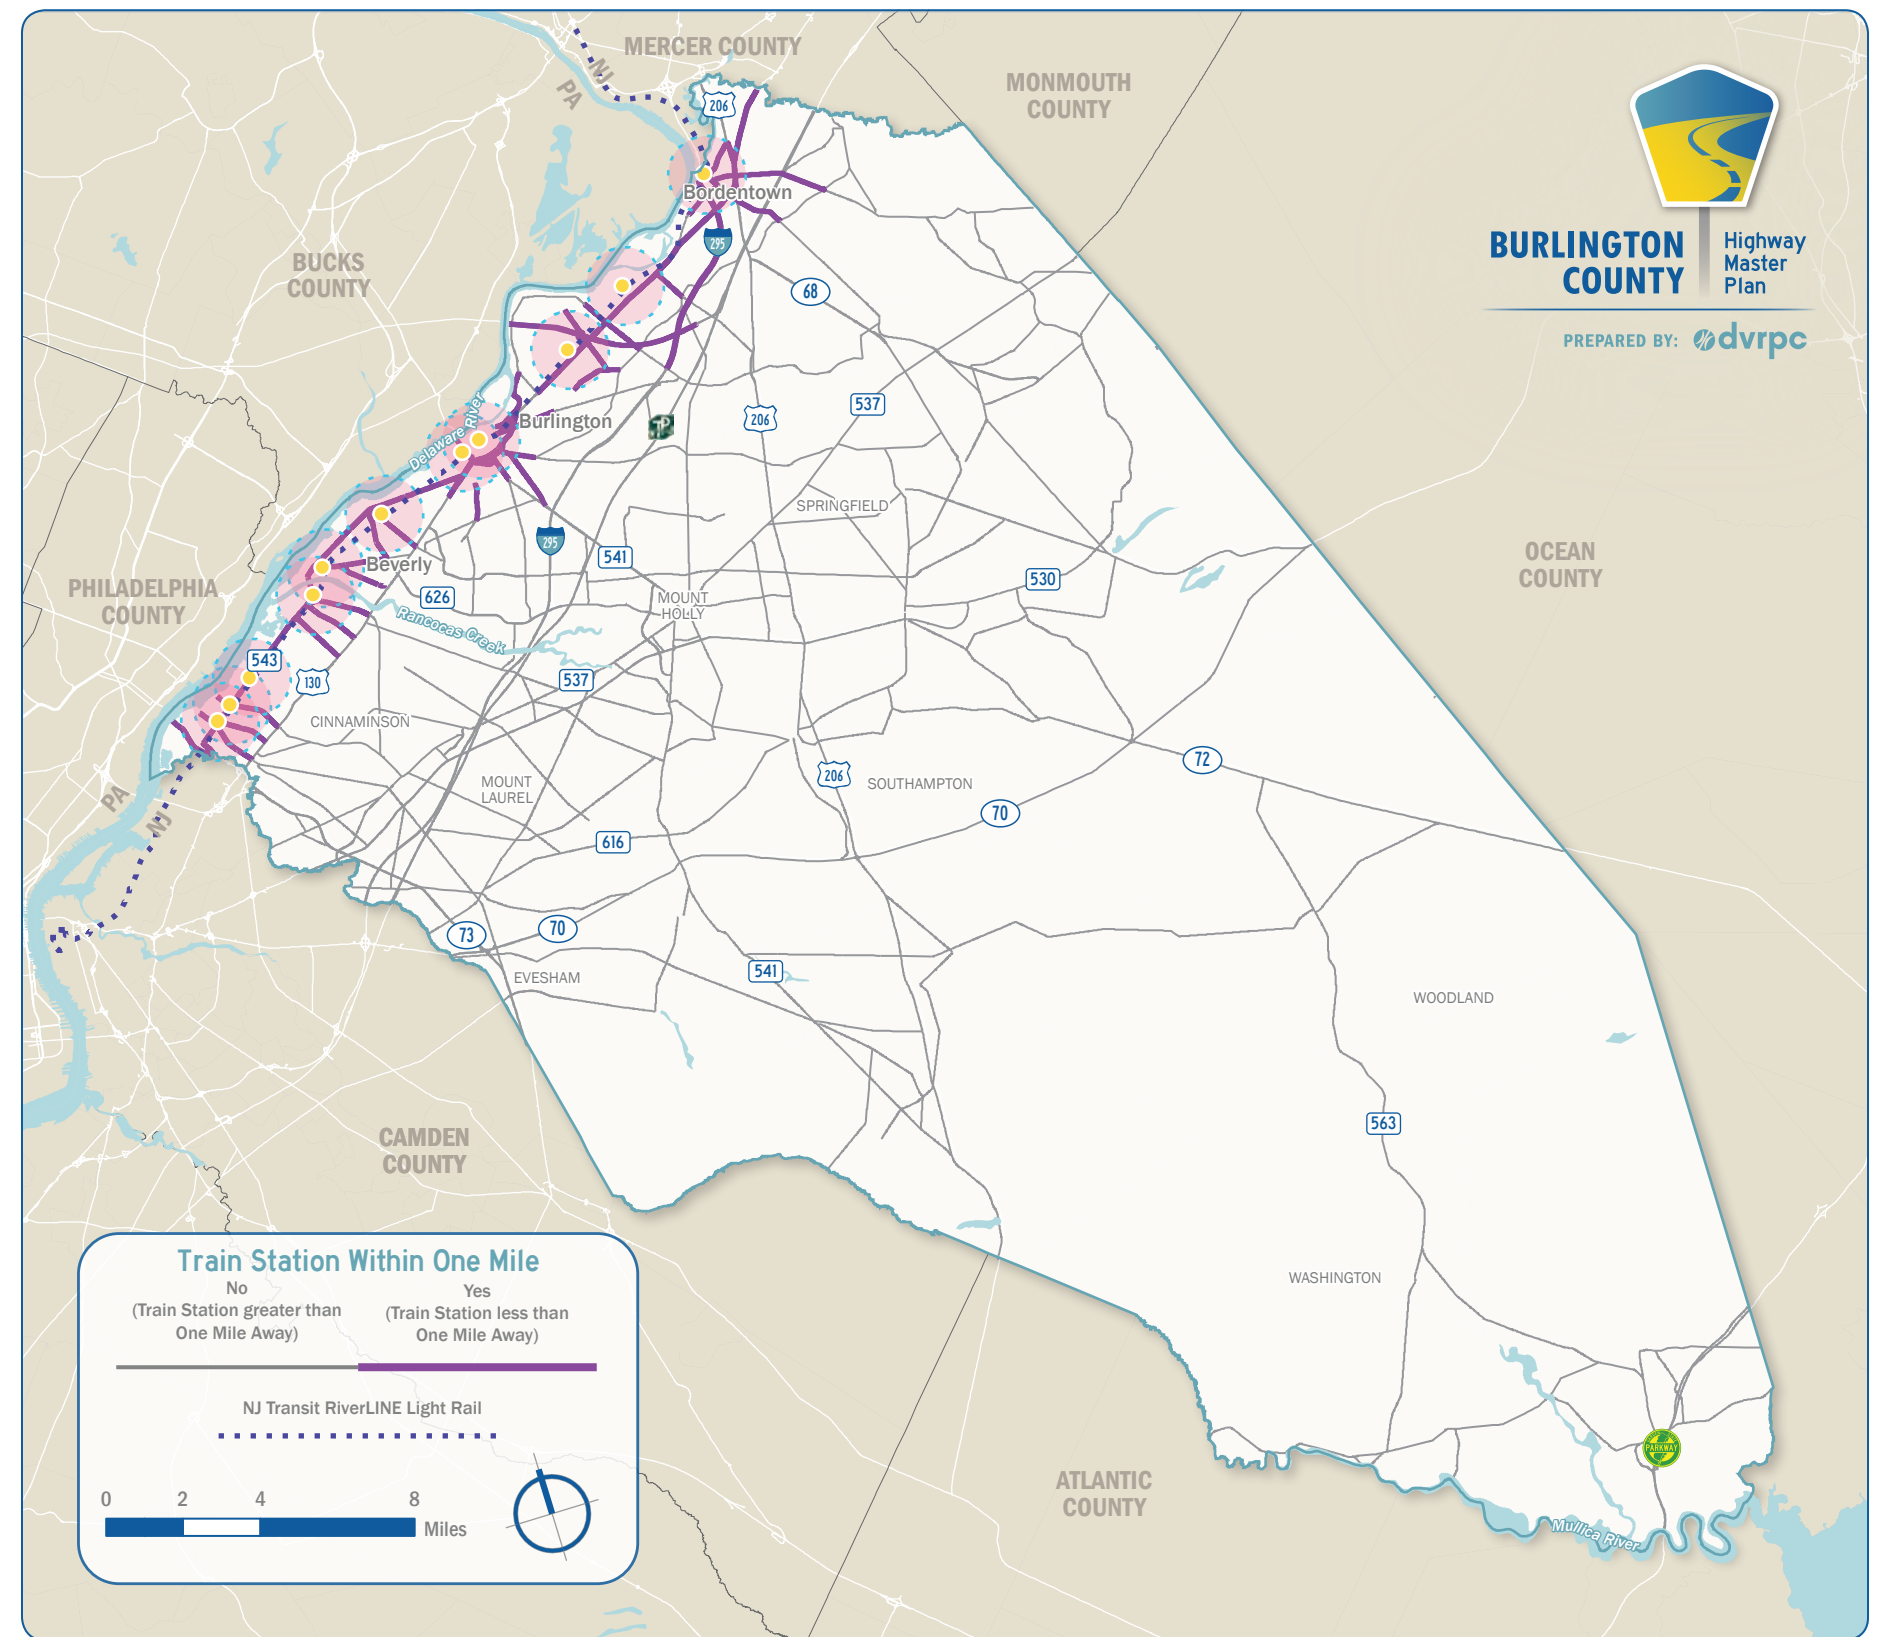 MERCER COUNTY
NJ
PA
MONMOUTH
COUNTY
206
Bordentown
295
BUCKS
COUNTY
68
BURLINGTON
COUNTY
Highway
Master
Plan
PREPARED BY:
dvrpc
Delaware River
Burlington
TP
206
537
SPRINGFIELD
295
541
530
OCEAN
COUNTY
Beverly
PHILADELPHIA
COUNTY
626
MOUNT
HOLLY
Rancocas Creek
543
130
537
CINNAMINSON
72
MOUNT
LAUREL
206
SOUTHAMPTON
PA
NJ
70
616
73
70
541
EVESHAM
WOODLAND
563
CAMDEN
COUNTY
WASHINGTON
PARKWAY
ATLANTIC
COUNTY
Mullica River
Train Station Within One Mile
No
(Train Station greater than
One Mile Away)
Yes
(Train Station less than
One Mile Away)
NJ Transit RiverLINE Light Rail
0 2 4 8
Miles